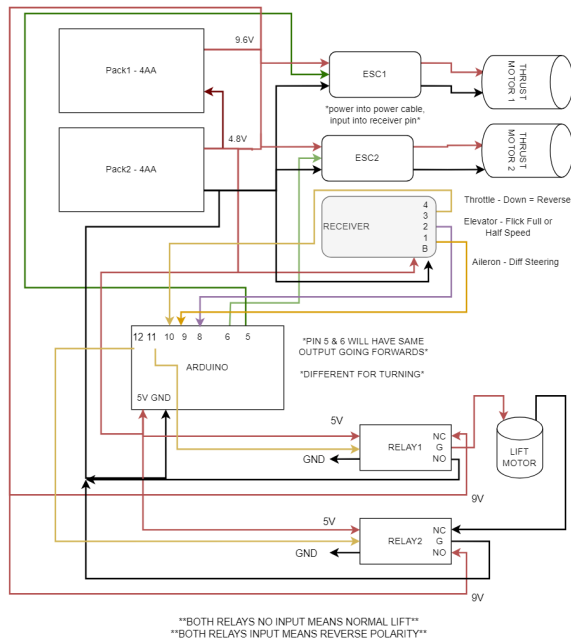 9.6V
Pack1 - 4AA
ESC1
THRUST
MOTOR 1
*power into power cable,
input into receiver pin*
4.8V
Pack2 - 4AA
ESC2
THRUST
MOTOR 2
RECEIVER
4
3
2
1
B
Throttle - Down = Reverse
Elevator - Flick Full or
Half Speed
Aileron - Diff Steering
12 11 10 9 8 6 5
ARDUINO
5V GND
*PIN 5 & 6 WILL HAVE SAME
OUTPUT GOING FORWARDS*
*DIFFERENT FOR TURNING*
5V
GND
RELAY1
NC
G
NO
LIFT
MOTOR
9V
5V
GND
RELAY2
NC
G
NO
9V
**BOTH RELAYS NO INPUT MEANS NORMAL LIFT**
**BOTH RELAYS INPUT MEANS REVERSE POLARITY**